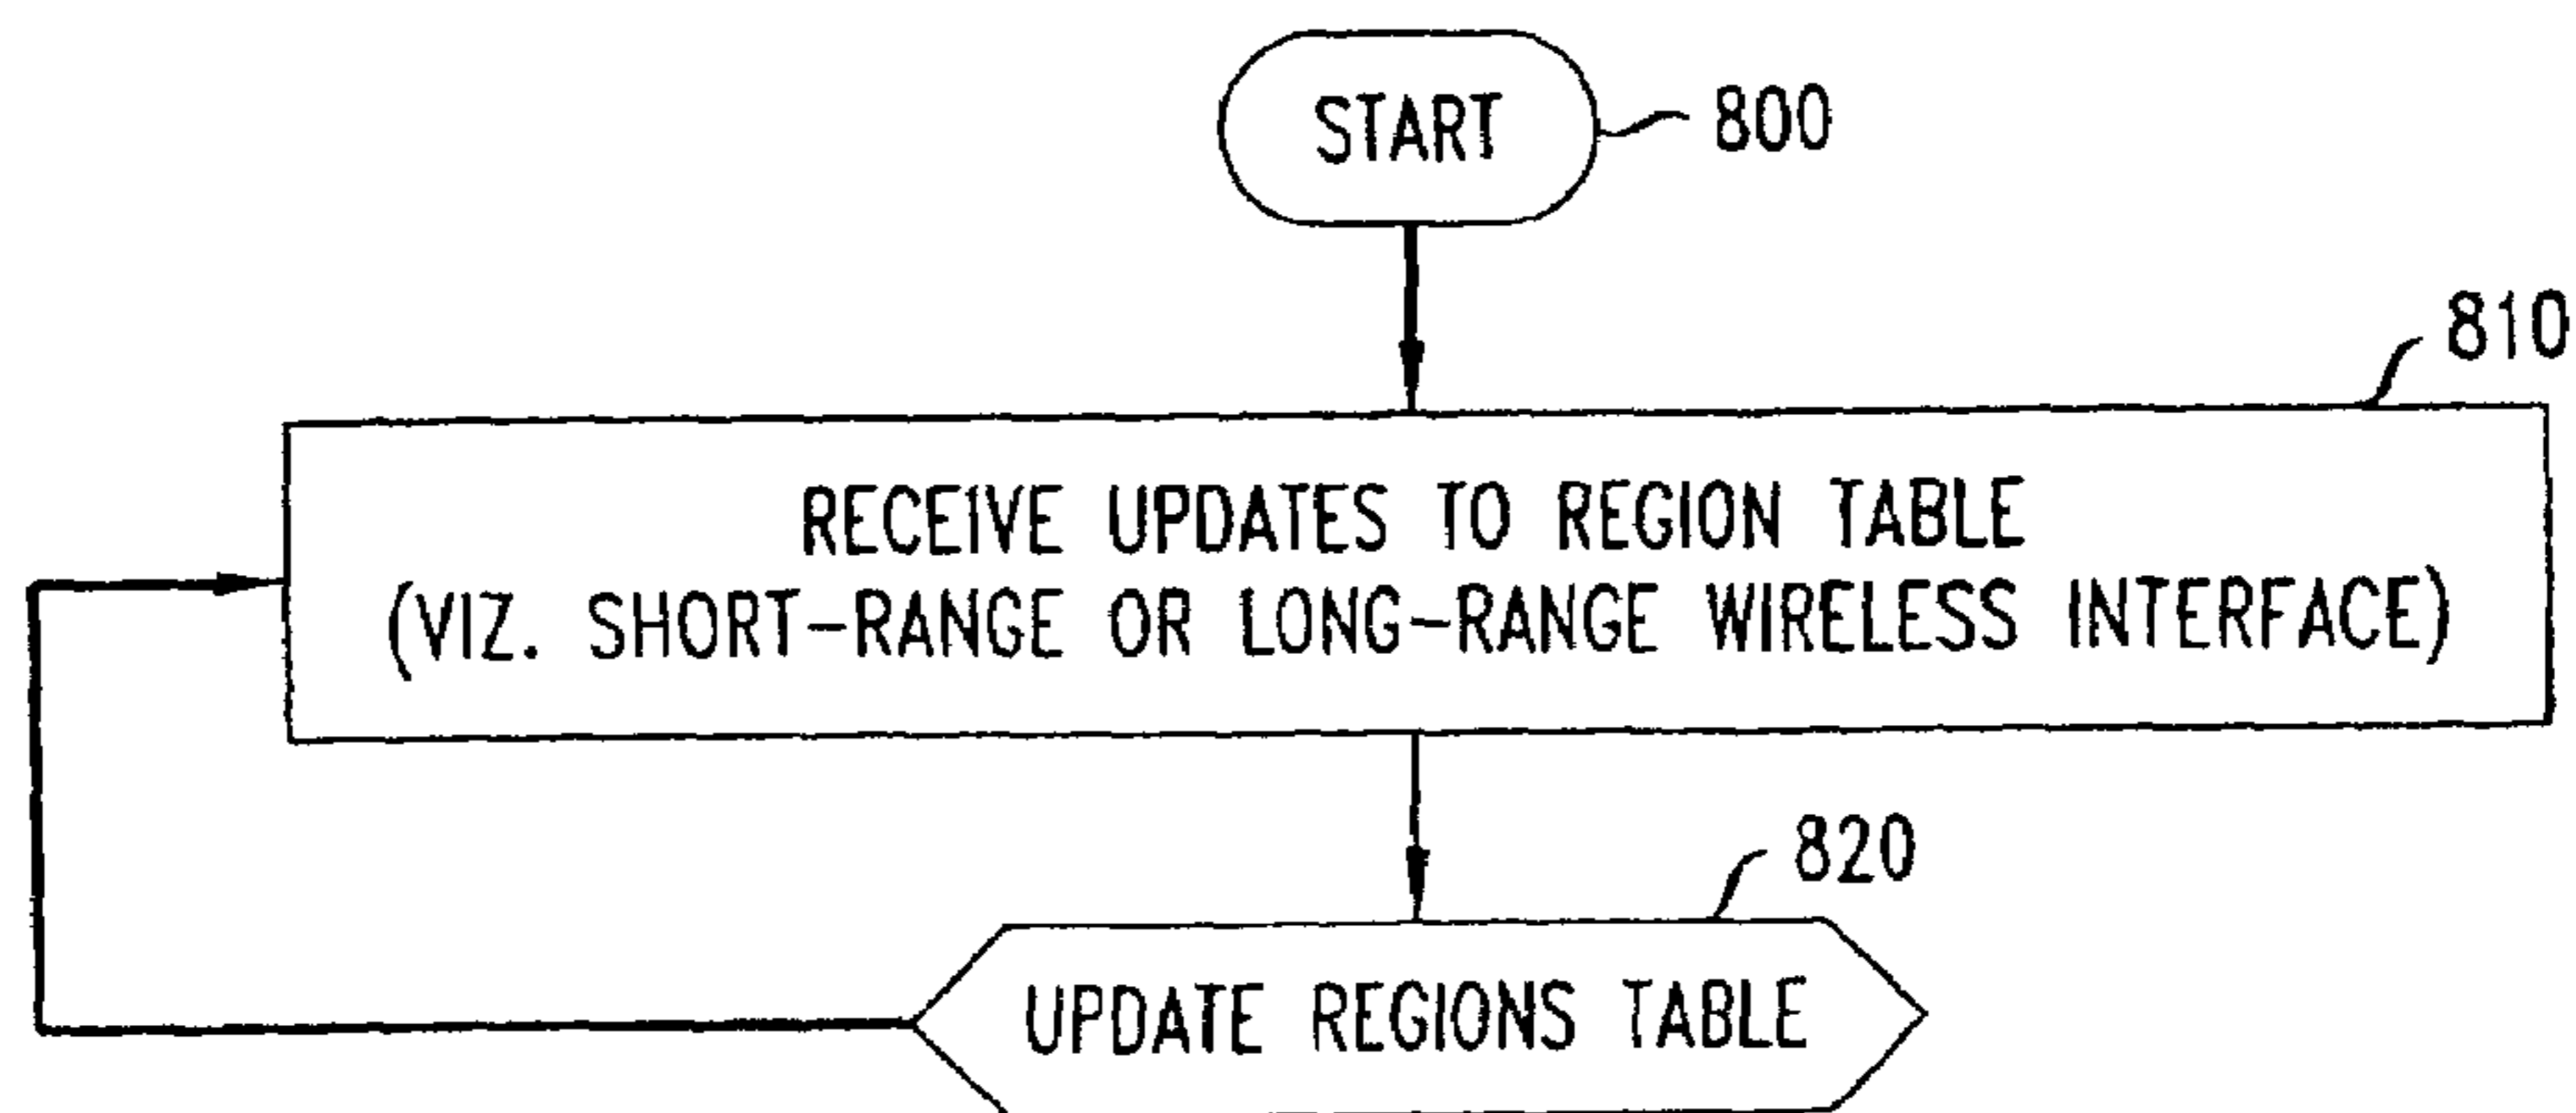 START
800
810
RECEIVE UPDATES TO REGION TABLE
(VIZ. SHORT-RANGE OR LONG-RANGE WIRELESS INTERFACE)
820
UPDATE REGIONS TABLE